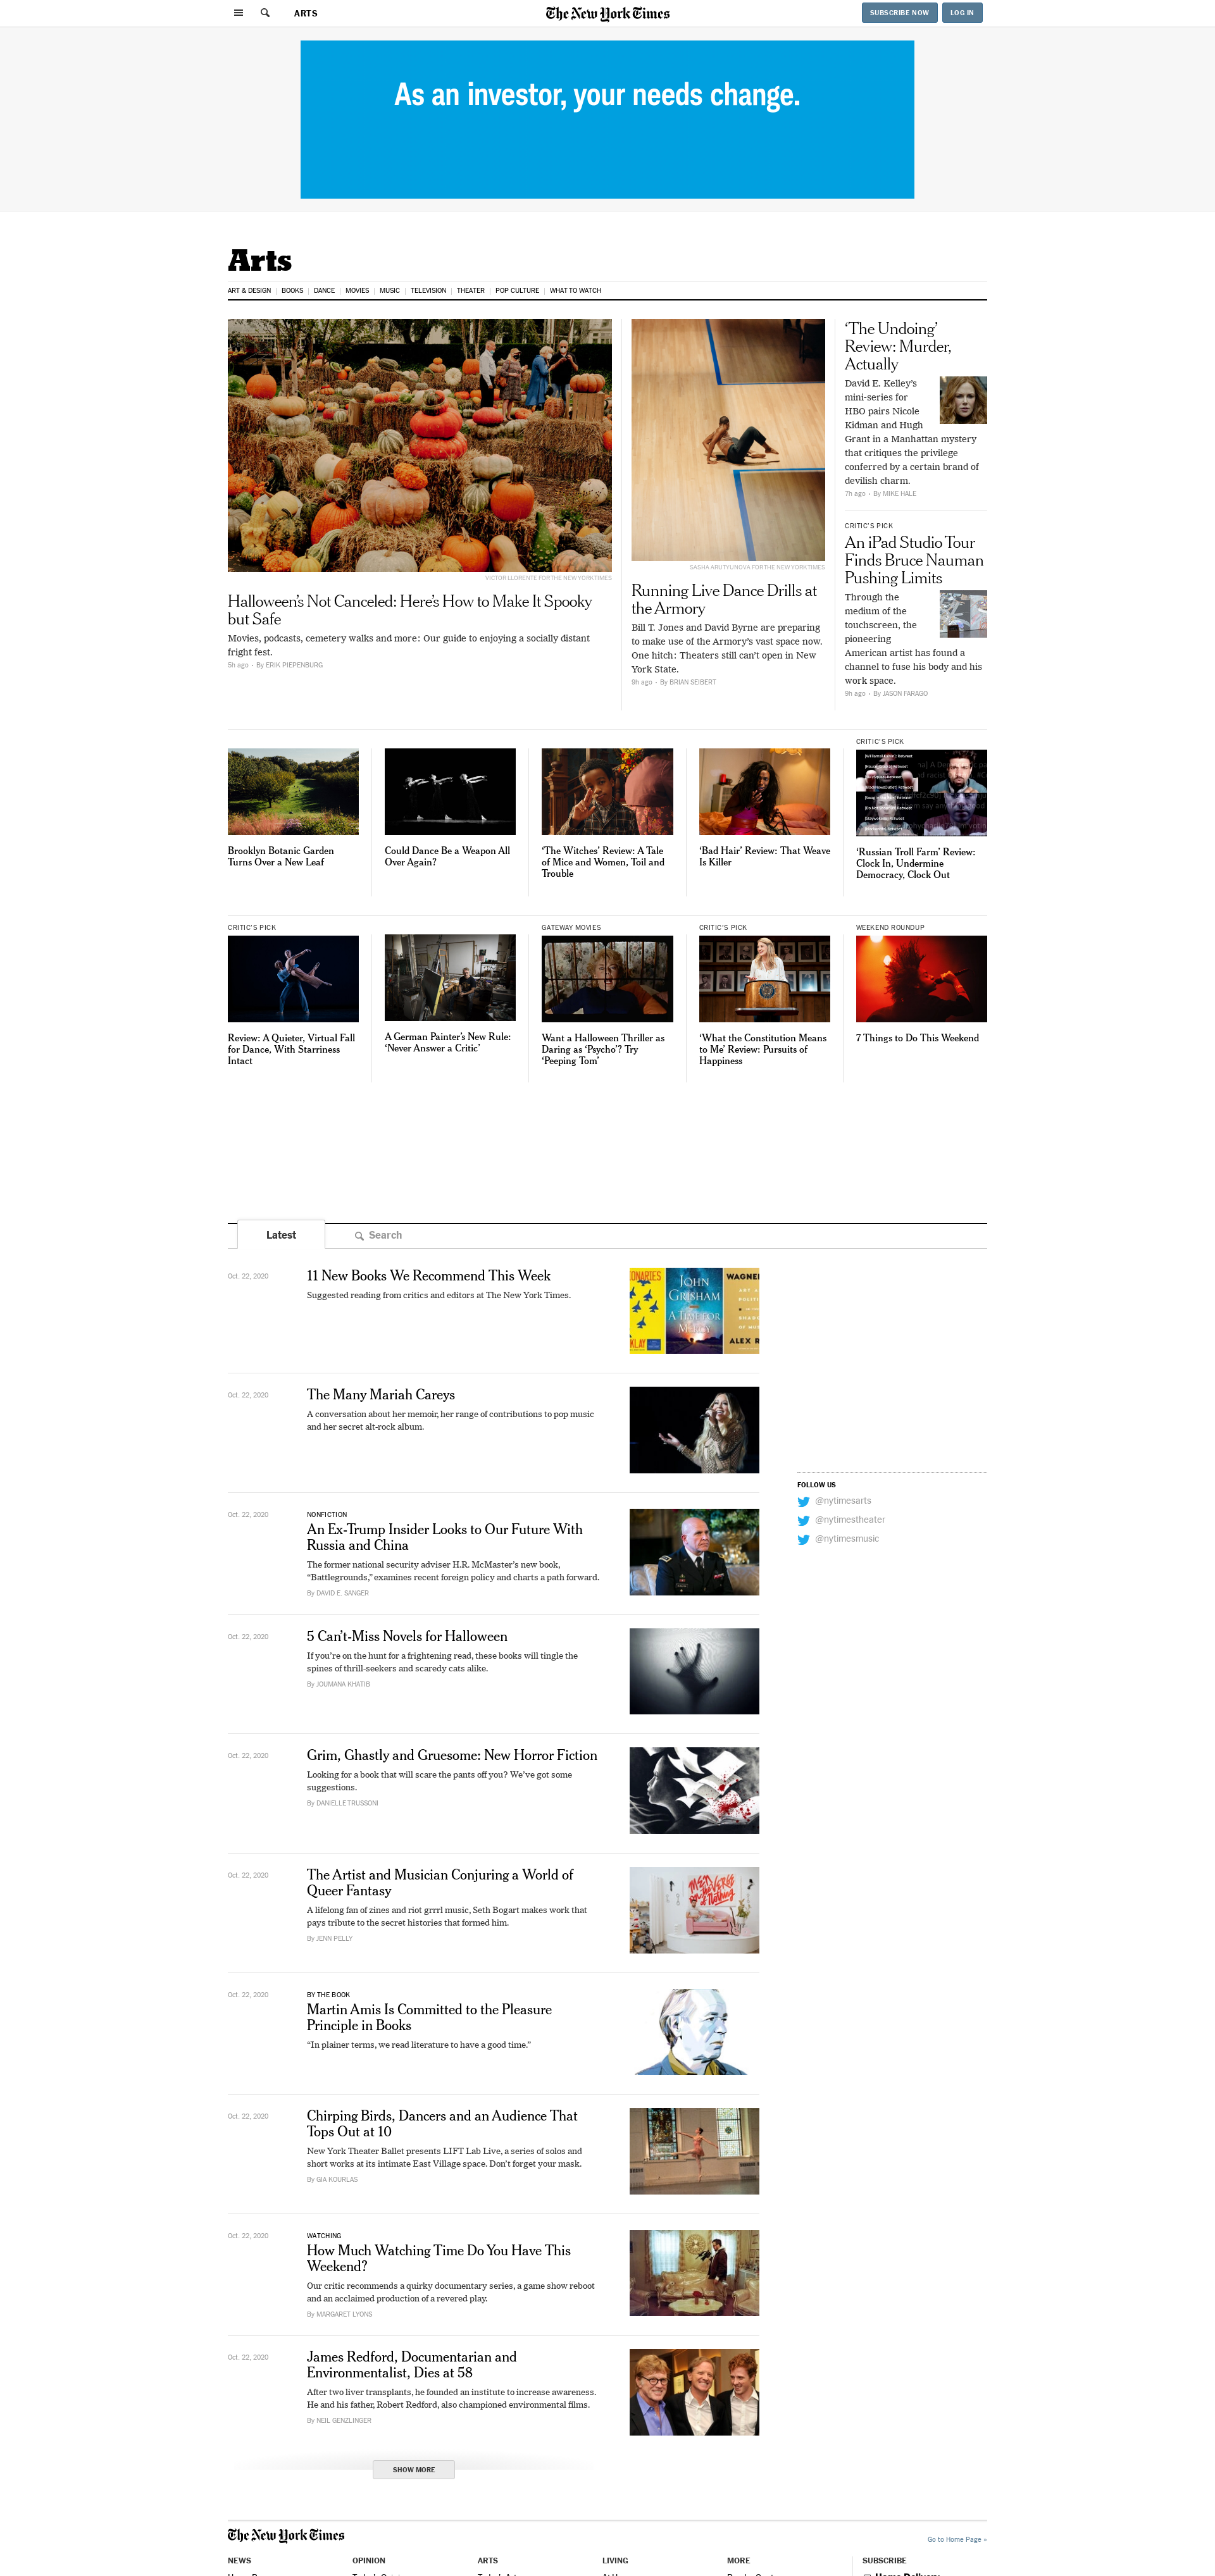 ARTS
The New York Times
SUBSCRIBE NOW
LOG IN
As an investor, your needs change.
Arts
ART & DESIGN
BOOKS
DANCE
MOVIES
MUSIC
TELEVISION
THEATER
POP CULTURE
WHAT TO WATCH
VICTOR LLORENTE FOR THE NEW YORK TIMES
Halloween’s Not Canceled: Here’s How to Make It Spooky
but Safe
Movies, podcasts, cemetery walks and more: Our guide to enjoying a socially distant
fright fest.
5h ago • By ERIK PIEPENBURG
SASHA ARUTYUNOVA FOR THE NEW YORK TIMES
Running Live Dance Drills at
the Armory
Bill T. Jones and David Byrne are preparing
to make use of the Armory’s vast space now.
One hitch: Theaters still can’t open in New
York State.
9h ago • By BRIAN SEIBERT
‘The Undoing’
Review: Murder,
Actually
David E. Kelley’s
mini-series for
HBO pairs Nicole
Kidman and Hugh
Grant in a Manhattan mystery
that critiques the privilege
conferred by a certain brand of
devilish charm.
7h ago • By MIKE HALE
CRITIC’S PICK
An iPad Studio Tour
Finds Bruce Nauman
Pushing Limits
Through the
medium of the
touchscreen, the
pioneering
American artist has found a
channel to fuse his body and his
work space.
9h ago • By JASON FARAGO
Brooklyn Botanic Garden
Turns Over a New Leaf
Could Dance Be a Weapon All
Over Again?
‘The Witches’ Review: A Tale
of Mice and Women, Toil and
Trouble
‘Bad Hair’ Review: That Weave
Is Killer
CRITIC’S PICK
‘Russian Troll Farm’ Review:
Clock In, Undermine
Democracy, Clock Out
CRITIC’S PICK
Review: A Quieter, Virtual Fall
for Dance, With Starriness
Intact
A German Painter’s New Rule:
‘Never Answer a Critic’
GATEWAY MOVIES
Want a Halloween Thriller as
Daring as ‘Psycho’? Try
‘Peeping Tom’
CRITIC’S PICK
‘What the Constitution Means
to Me’ Review: Pursuits of
Happiness
WEEKEND ROUNDUP
7 Things to Do This Weekend
Latest
Search
Oct. 22, 2020
11 New Books We Recommend This Week
Suggested reading from critics and editors at The New York Times.
JOHN
GRISHAM
A TIME FOR
MERCY
WAGNER
ALEX R
Oct. 22, 2020
The Many Mariah Careys
A conversation about her memoir, her range of contributions to pop music
and her secret alt-rock album.
FOLLOW US
@nytimesarts
@nytimestheater
@nytimesmusic
Oct. 22, 2020
NONFICTION
An Ex-Trump Insider Looks to Our Future With
Russia and China
The former national security adviser H.R. McMaster’s new book,
“Battlegrounds,” examines recent foreign policy and charts a path forward.
By DAVID E. SANGER
Oct. 22, 2020
5 Can’t-Miss Novels for Halloween
If you’re on the hunt for a frightening read, these books will tingle the
spines of thrill-seekers and scaredy cats alike.
By JOUMANA KHATIB
Oct. 22, 2020
Grim, Ghastly and Gruesome: New Horror Fiction
Looking for a book that will scare the pants off you? We’ve got some
suggestions.
By DANIELLE TRUSSONI
Oct. 22, 2020
The Artist and Musician Conjuring a World of
Queer Fantasy
A lifelong fan of zines and riot grrrl music, Seth Bogart makes work that
pays tribute to the secret histories that formed him.
By JENN PELLY
Oct. 22, 2020
BY THE BOOK
Martin Amis Is Committed to the Pleasure
Principle in Books
“In plainer terms, we read literature to have a good time.”
Oct. 22, 2020
Chirping Birds, Dancers and an Audience That
Tops Out at 10
New York Theater Ballet presents LIFT Lab Live, a series of solos and
short works at its intimate East Village space. Don’t forget your mask.
By GIA KOURLAS
Oct. 22, 2020
WATCHING
How Much Watching Time Do You Have This
Weekend?
Our critic recommends a quirky documentary series, a game show reboot
and an acclaimed production of a revered play.
By MARGARET LYONS
Oct. 22, 2020
James Redford, Documentarian and
Environmentalist, Dies at 58
After two liver transplants, he founded an institute to increase awareness.
He and his father, Robert Redford, also championed environmental films.
By NEIL GENZLINGER
SHOW MORE
The New York Times
Go to Home Page »
NEWS
OPINION
ARTS
LIVING
MORE
SUBSCRIBE